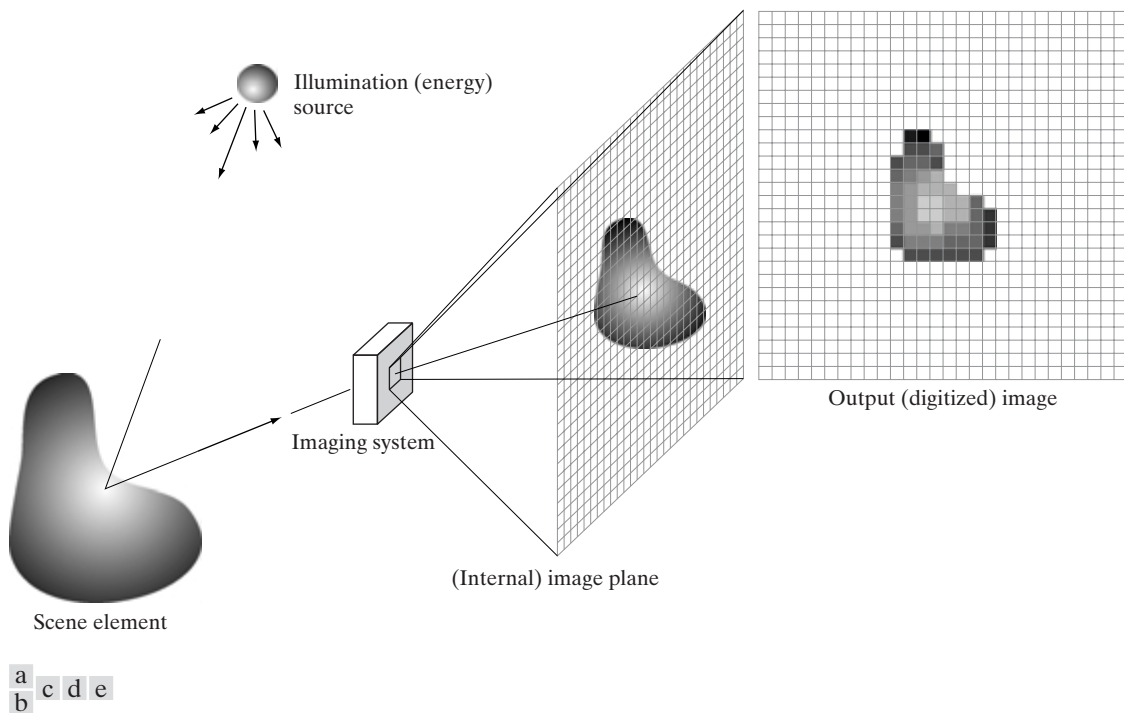 Illumination (energy)
source
Output (digitized) image
Imaging system
(Internal) image plane
Scene element
a
b
c d e